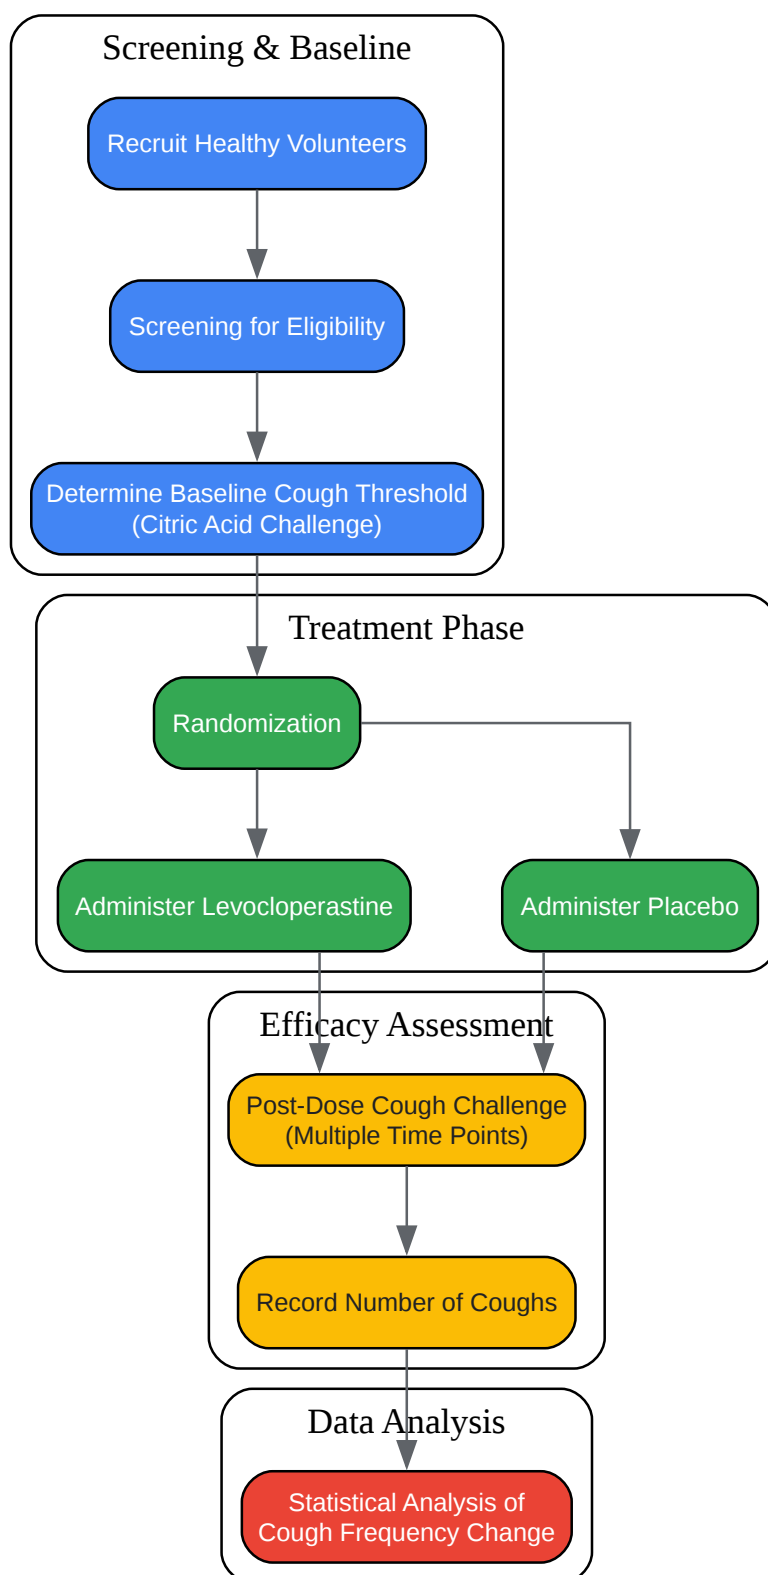 Screening & Baseline
Recruit Healthy Volunteers
Screening for Eligibility
Determine Baseline Cough Threshold
(Citric Acid Challenge)
Treatment Phase
Randomization
Administer Levocloperastine
Administer Placebo
Efficacy Assessment
Post-Dose Cough Challenge
(Multiple Time Points)
Record Number of Coughs
Data Analysis
Statistical Analysis of
Cough Frequency Change